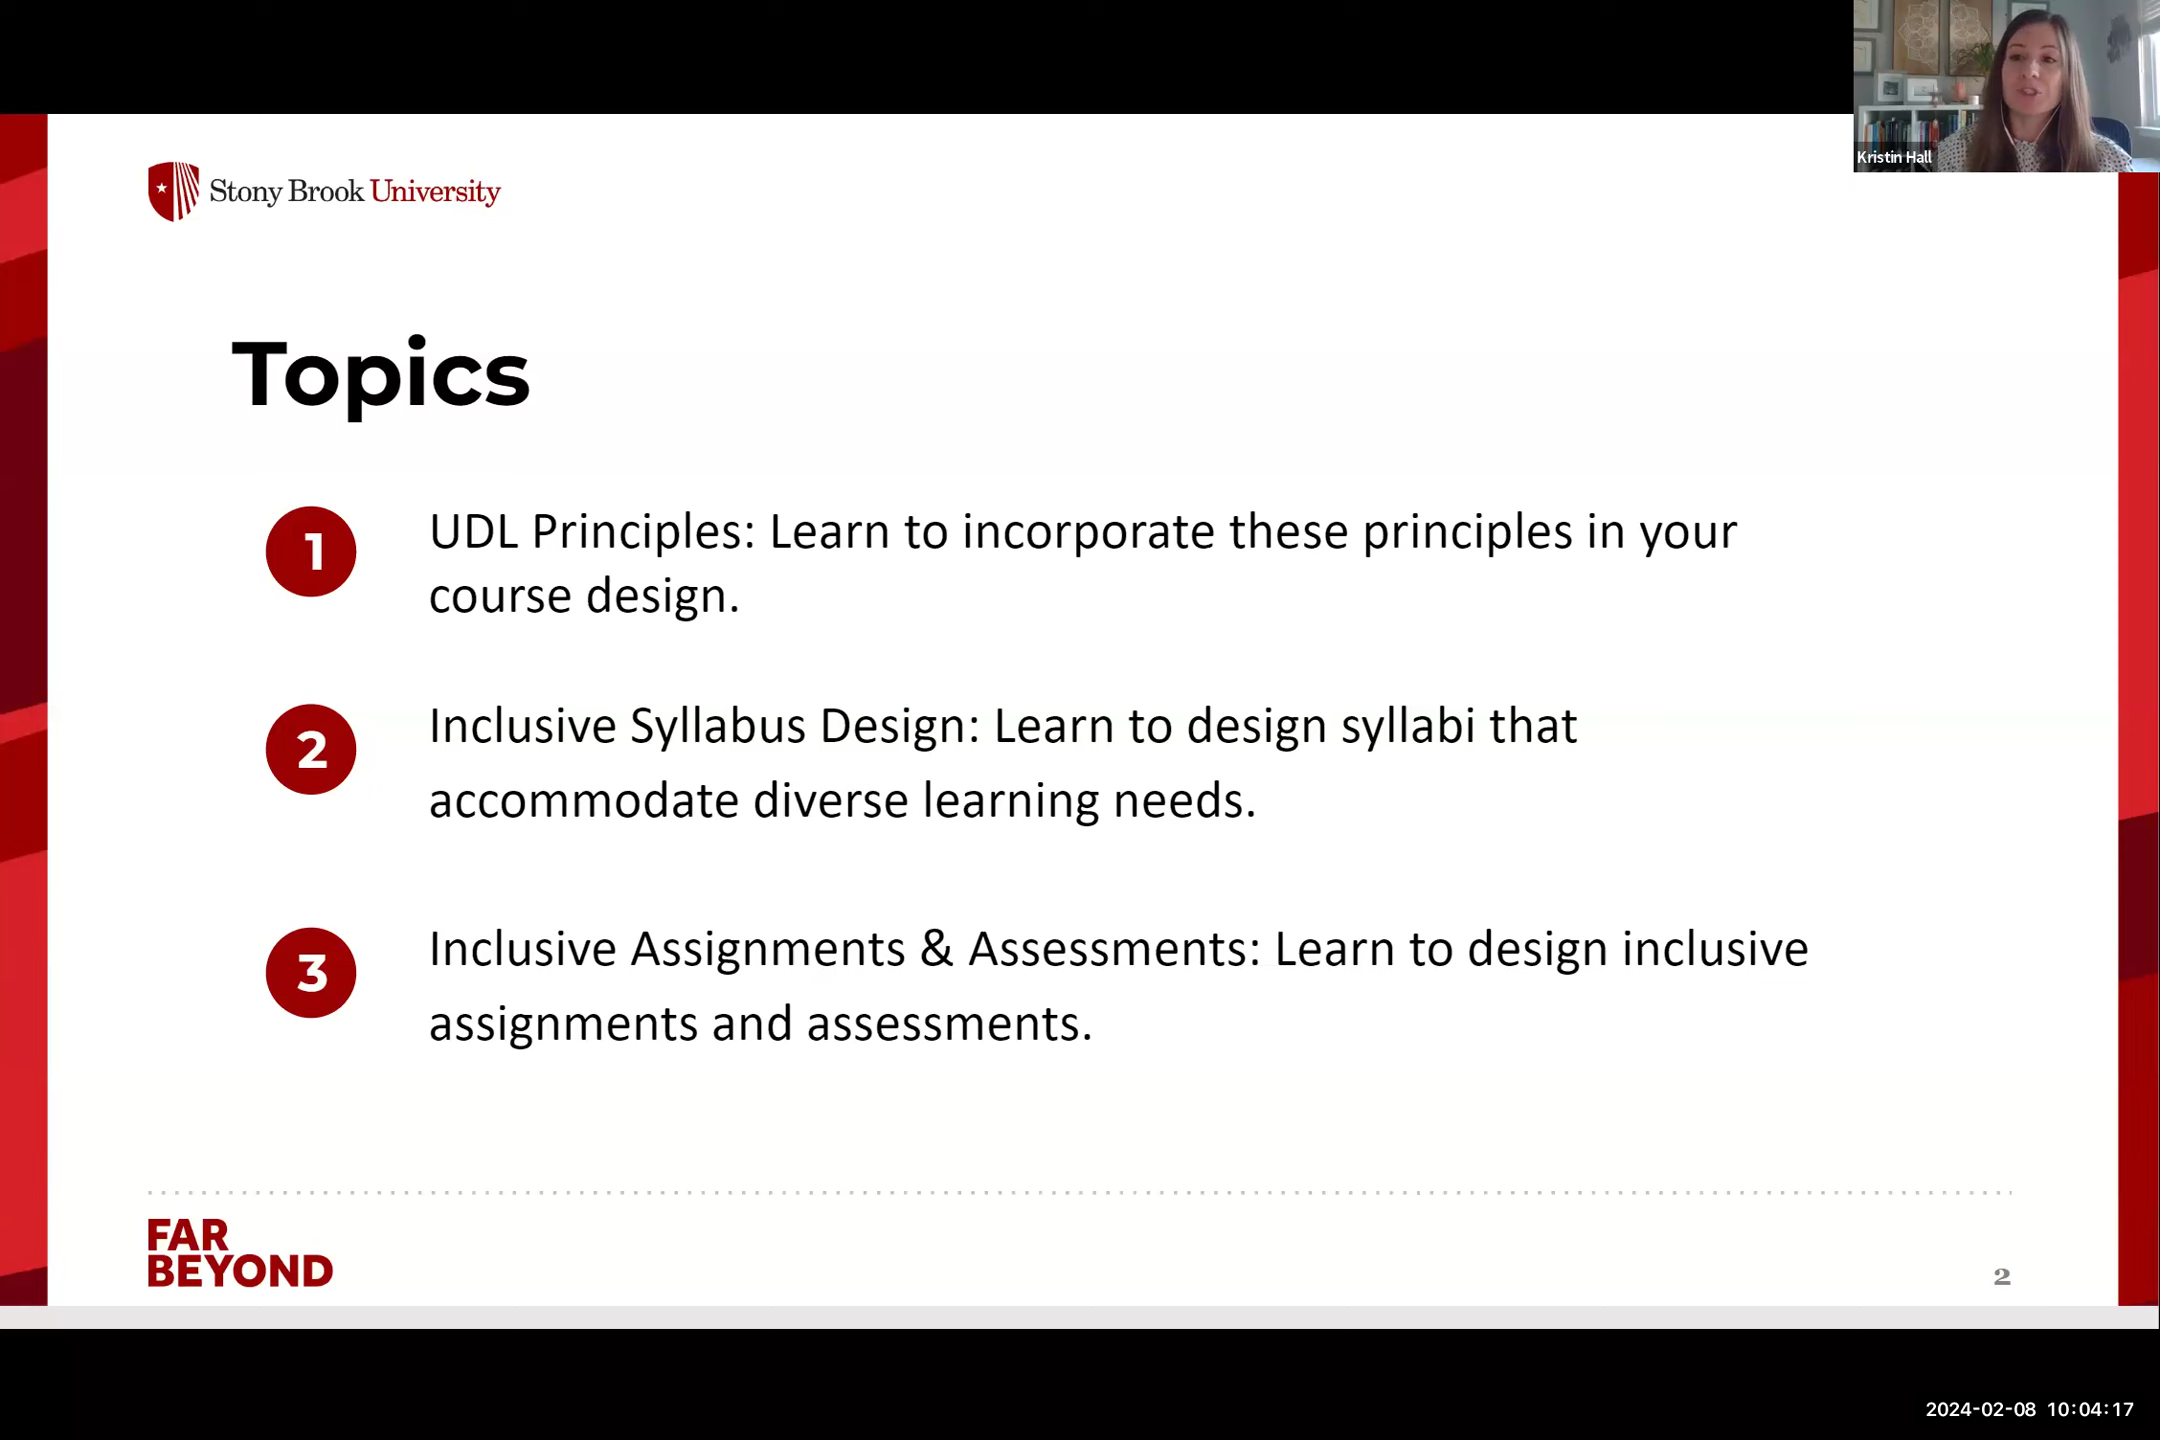 Kristin Hall
Stony Brook University
Topics
1
UDL Principles: Learn to incorporate these principles in your
course design.
2
Inclusive Syllabus Design: Learn to design syllabi that
accommodate diverse learning needs.
3
Inclusive Assignments & Assessments: Learn to design inclusive
assignments and assessments.
FAR
BEYOND
2
2024-02-08 10:04:17